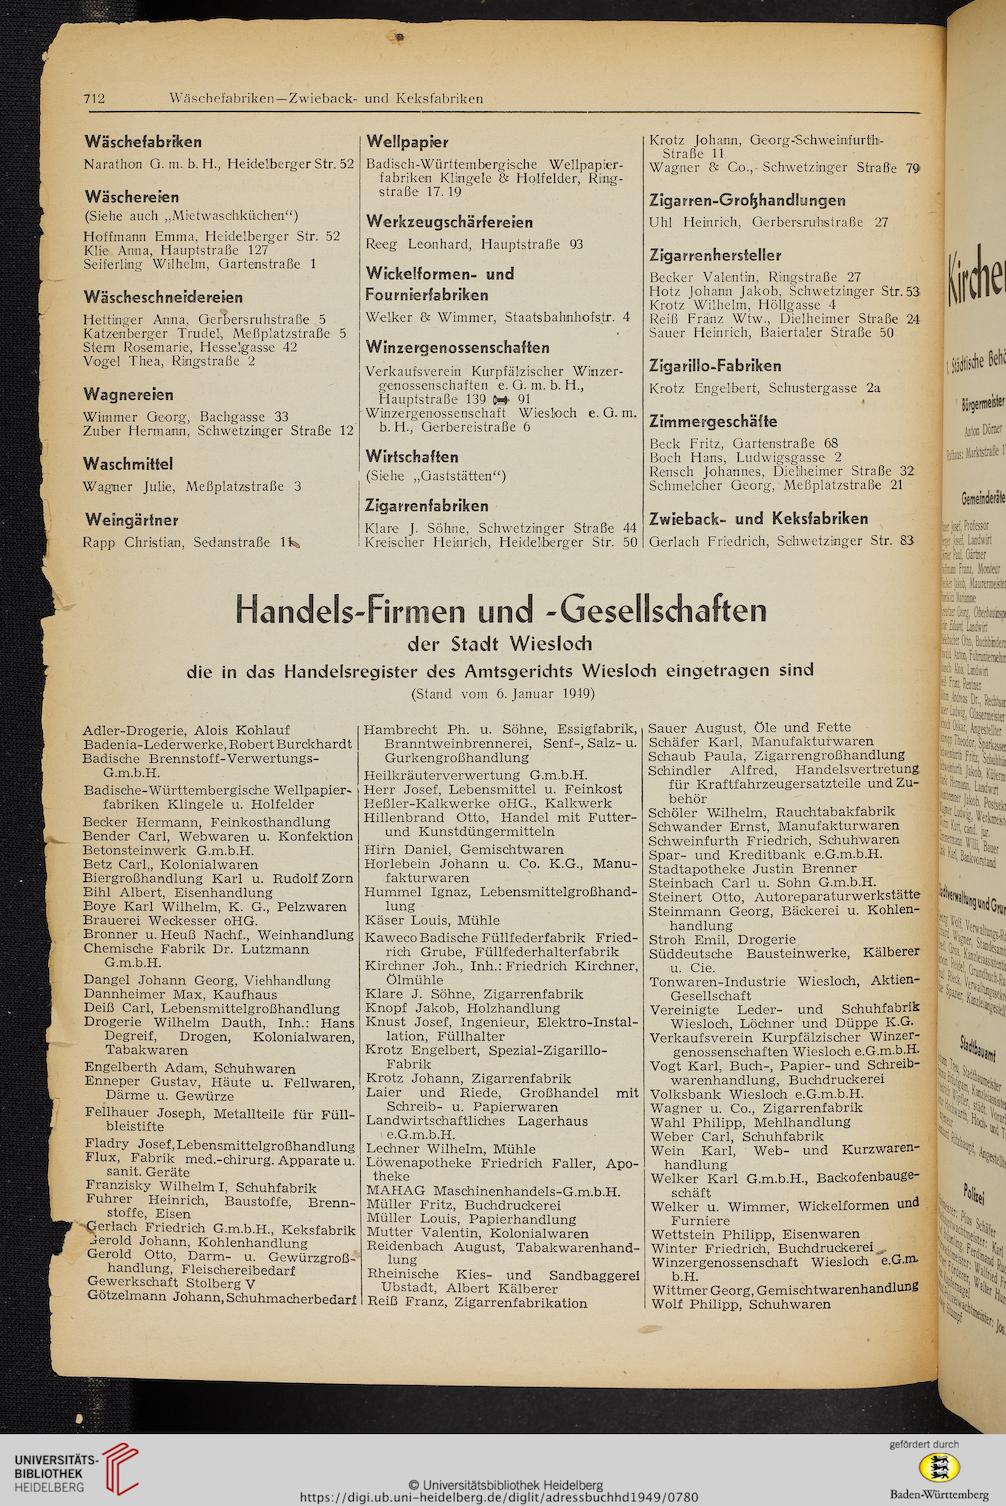 712 Wäschefabriken—Zwieback- und Keksfabriken
Wäschefabriken
Narathon G. m. b. H., Heidelberger Str. 52
Wäschereien
(Siehe auch „Mietwaschküchen“)
Hoffmann Emma, Heidelberger Str. 52
Klie Anna, Hauptstraße 127
Seiferling Wilhelm, Gartenstraße 1
Wäscheschneidereien
Hettinger Anna, Gerbersruhstraße 5
Katzenberger Trudel, Meßplatzstraße 5
Stern Rosemarie, Hesselgasse 42
Vogel Thea, Ringstraße 2
Wagnereien
Wimmer Georg, Bachgasse 33
Zuber Hermann, Schwetzinger Straße 12
Waschmittel
Wagner Julie, Meßplatzstraße 3
Weingärtner
Rapp Christian, Sedanstraße
Wellpapier
Badisch-Württembergische Wellpapier-
fabriken Klingele & Holfelder, Ring-
straße 17. 19
Werkzeugschärfereien
Reeg Leonhard, Hauptstraße 93
Wickelformen- und
Fournierfabriken
Welker & Wimmer, Staatsbahnhofstr. 4
Winzergenossenschaften
Verkaufsverein Kurpfälzischer Winzer-
genossenschaften e. G. m. b. H.,
Hauptstraße 139 91
Winzergenossenschaft Wiesloch e. G. m.
b. H., Gerbereistraße 6
Wirtschaften
(Siehe „Gaststätten“)
Zigarrenfabriken
Klare J. Söhne, Schwetzinger Straße 44
Kreischer Heinrich, Heidelberger Str. 50
Krotz Johann, Georg-Schweinfurth-
Straße 11
Wagner & Co., Schwetzinger Straße 79
Zigarren-Großhandlungen
Uhl Heinrich, Gerbersruhstraße 27
Zigarrenhersteller
Becker Valentin, Ringstraße 27
Hotz Johann Jakob, Schwetzinger Str. 53
Krotz Wilhelm, Höllgasse 4
Reiß Franz Wtw., Dielheimer Straße 24
Sauer Heinrich, Baiertaler Straße 50
Zigarillo-Fabriken
Krotz Engelbert, Schustergasse 2a
Zimmergeschäfte
Beck Fritz, Gartenstraße 68
Boch Hans, Ludwigsgasse 2
Rensch Johannes, Dielheimer Straße 32
Schmelcher Georg, Meßplatzstraße 21
Zwieback- und Keksfabriken
Gerlach Friedrich, Schwetzinger Str. 83
Handels-Firmen und -Gesellschaften
der Stadt Wiesloch
die in das Handelsregister des Amtsgerichts Wiesloch eingetragen sind
(Stand vom 6. Januar 1949)
Adler-Drogerie, Alois Kohlauf
Badenia-Lederwerke, Robert Burckhardt
Badische Brennstoff-Verwertungs-
G.m.b.H.
Badische-Württembergische Wellpapier-
fabriken Klingele u. Holfelder
Becker Hermann, Feinkosthandlung
Bender Carl, Webwaren u. Konfektion
Betonsteinwerk G.m.b.H.
Betz Carl,, Kolonialwaren
Biergroßhandlung Karl u. Rudolf Zorn
Bihl Albert, Eisenhandlung
Boye Karl Wilhelm, K. G., Pelzwaren
Brauerei Weckesser oHG.
Bronner u. Heuß Nachf., Weinhandlung
Chemische Fabrik Dr. Lutzmann
G.m.b.H.
Dangel Johann Georg, Viehhandlung
Dannheimer Max, Kaufhaus
Deiß Carl, Lebensmittelgroßhandlung
Drogerie Wilhelm Dauth, Inh.: Hans
Degreif, Drogen, Kolonialwaren,
Tabakwaren
Engelberth Adam, Schuhwaren
Enneper Gustav, Häute u. Fellwaren,
Därme u. Gewürze
Fellhauer Joseph, Metallteile für Füll-
bleistifte
Fladry Josef, Lebensmittelgroßhandlung
Flux, Fabrik med.-chirurg. Apparate u.
sanit. Geräte
Franzisky Wilhelm I, Schuhfabrik
Fuhrer Heinrich, Baustoffe, Brenn-
stoffe, Eisen
Gerlach Friedrich G.m.b.H., Keksfabrik
Gerold Johann, Kohlenhandlung
Gerold Otto, Darm- u. Gewürzgroß-
handlung, Fleischereibedarf
Gewerkschaft Stolberg V
Götzelmann Johann, Schuhmacherbedarf
Hambrecht Ph. u. Söhne, Essigfabrik,
Branntweinbrennerei, Senf-, Salz- u.
Gurkengroßhandlung
Heilkräuterverwertung G.m.b.H.
Herr Josef, Lebensmittel u. Feinkost
Heßler-Kalkwerke oHG., Kalkwerk
Hillenbrand Otto, Handel mit Futter-
und Kunstdüngermitteln
Hirn Daniel, Gemischtwaren
Horlebein Johann u. Co. K.G., Manu-
fakturwaren
Hummel Ignaz, Lebensmittelgroßhand-
lung
Käser Louis, Mühle
Kaweco Badische Füllfederfabrik Fried-
rich Grube, Füllfederhalterfabrik
Kirchner Joh., Inh.: Friedrich Kirchner,
Ölmühle
Klare J. Söhne, Zigarrenfabrik
Knopf Jakob, Holzhandlung
Knust Josef, Ingenieur, Elektro-Instal-
lation, Füllhalter
Krotz Engelbert, Spezial-Zigarillo-
Fabrik
Krotz Johann, Zigarrenfabrik
Laier und Riede, Großhandel mit
Schreib- u. Papierwaren
Landwirtschaftliches Lagerhaus
e.G.m.b.H.
Lechner Wilhelm, Mühle
Löwenapotheke Friedrich Faller, Apo-
theke
MAHAG Maschinenhandels-G.m.b.H.
Müller Fritz, Buchdruckerei
Müller Louis, Papierhandlung
Mutter Valentin, Kolonialwaren
Reidenbach August, Tabakwarenhand-
lung
Rheinische Kies- und Sandbaggerei
Ubstadt, Albert Kälberer
Reiß Franz, Zigarrenfabrikation
Sauer August, Öle und Fette
Schäfer Karl, Manufakturwaren
Schaub Paula, Zigarrengroßhandlung
Schindler Alfred, Handelsvertretung
für Kraftfahrzeugersatzteile und Zu-
behör
Schöler Wilhelm, Rauchtabakfabrik
Schwander Ernst, Manufakturwaren
Schweinfurth Friedrich, Schuhwaren
Spar- und Kreditbank e.G.m.b.H.
Stadtapotheke Justin Brenner
Steinbach Carl u. Sohn G.m.b.H.
Steinert Otto, Autoreparaturwerkstätte
Steinmann Georg, Bäckerei u. Kohlen-
handlung
Stroh Emil, Drogerie
Süddeutsche Bausteinwerke, Kälberer
u. Cie.
Tonwaren-Industrie Wiesloch, Aktien-
Gesellschaft
Vereinigte Leder- und Schuhfabrik
Wiesloch, Löchner und Düppe K.G.
Verkaufsverein Kurpfälzischer Winzer-
genossenschaften Wiesloch e.G.m.b.H.
Vogt Karl, Buch-, Papier- und Schreib-
warenhandlung, Buchdruckerei
Volksbank Wiesloch e.G.m.b.H.
Wagner u. Co., Zigarrenfabrik
Wahl Philipp, Mehlhandlung
Weber Carl, Schuhfabrik
Wein Karl, Web- und Kurzwaren-
handlung
Welker Karl G.m.b.H., Backofenbauge-
schäft
Welker u. Wimmer, Wickelformen und
Furniere
Wettstein Philipp, Eisenwaren
Winter Friedrich, Buchdruckerei
Winzergenossenschaft Wiesloch e.G.m.
b.H.
Wittmer Georg, Gemischtwarenhandlung
Wolf Philipp, Schuhwaren
Bürgermeister
Gemeinderäte
Stadtbauamt
Polizei
UNIVERSITÄTS-
BIBLIOTHEK
HEIDELBERG
© Universitätsbibliothek Heidelberg
https://digi.ub.uni-heidelberg.de/diglit/adressbuchhd1949/0780
gefördert durch
Baden-Württemberg